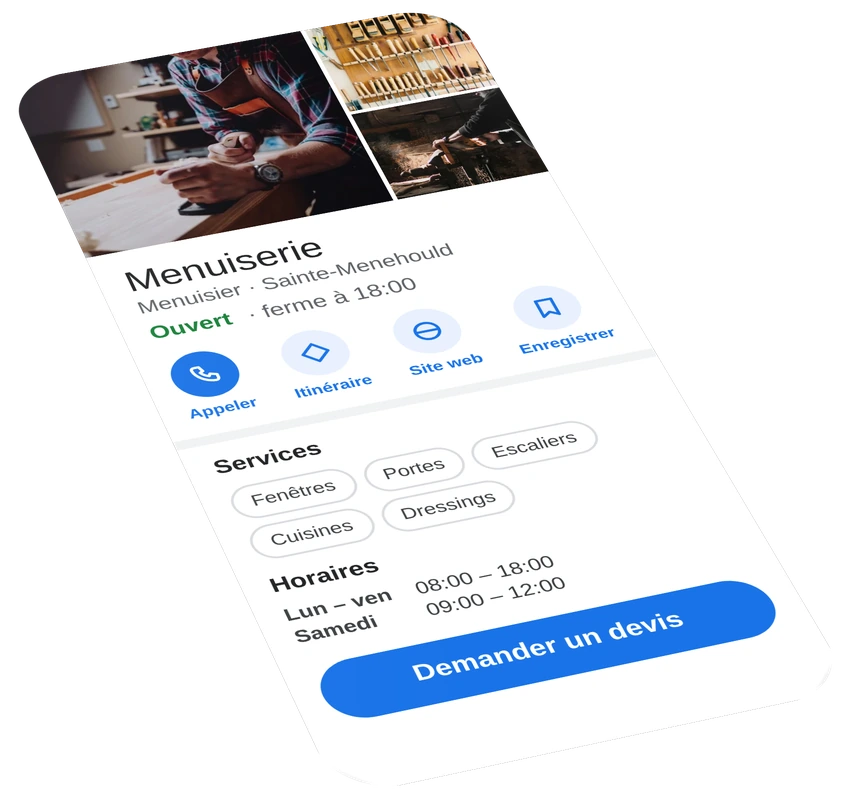 Menuiserie
Menuisier · Sainte-Menehould
Ouvert · ferme à 18:00
Appeler Itinéraire Site web Enregistrer
Services
Fenêtres Portes Escaliers
Cuisines Dressings
Horaires
Lun – ven 08:00 – 18:00
Samedi 09:00 – 12:00
Demander un devis